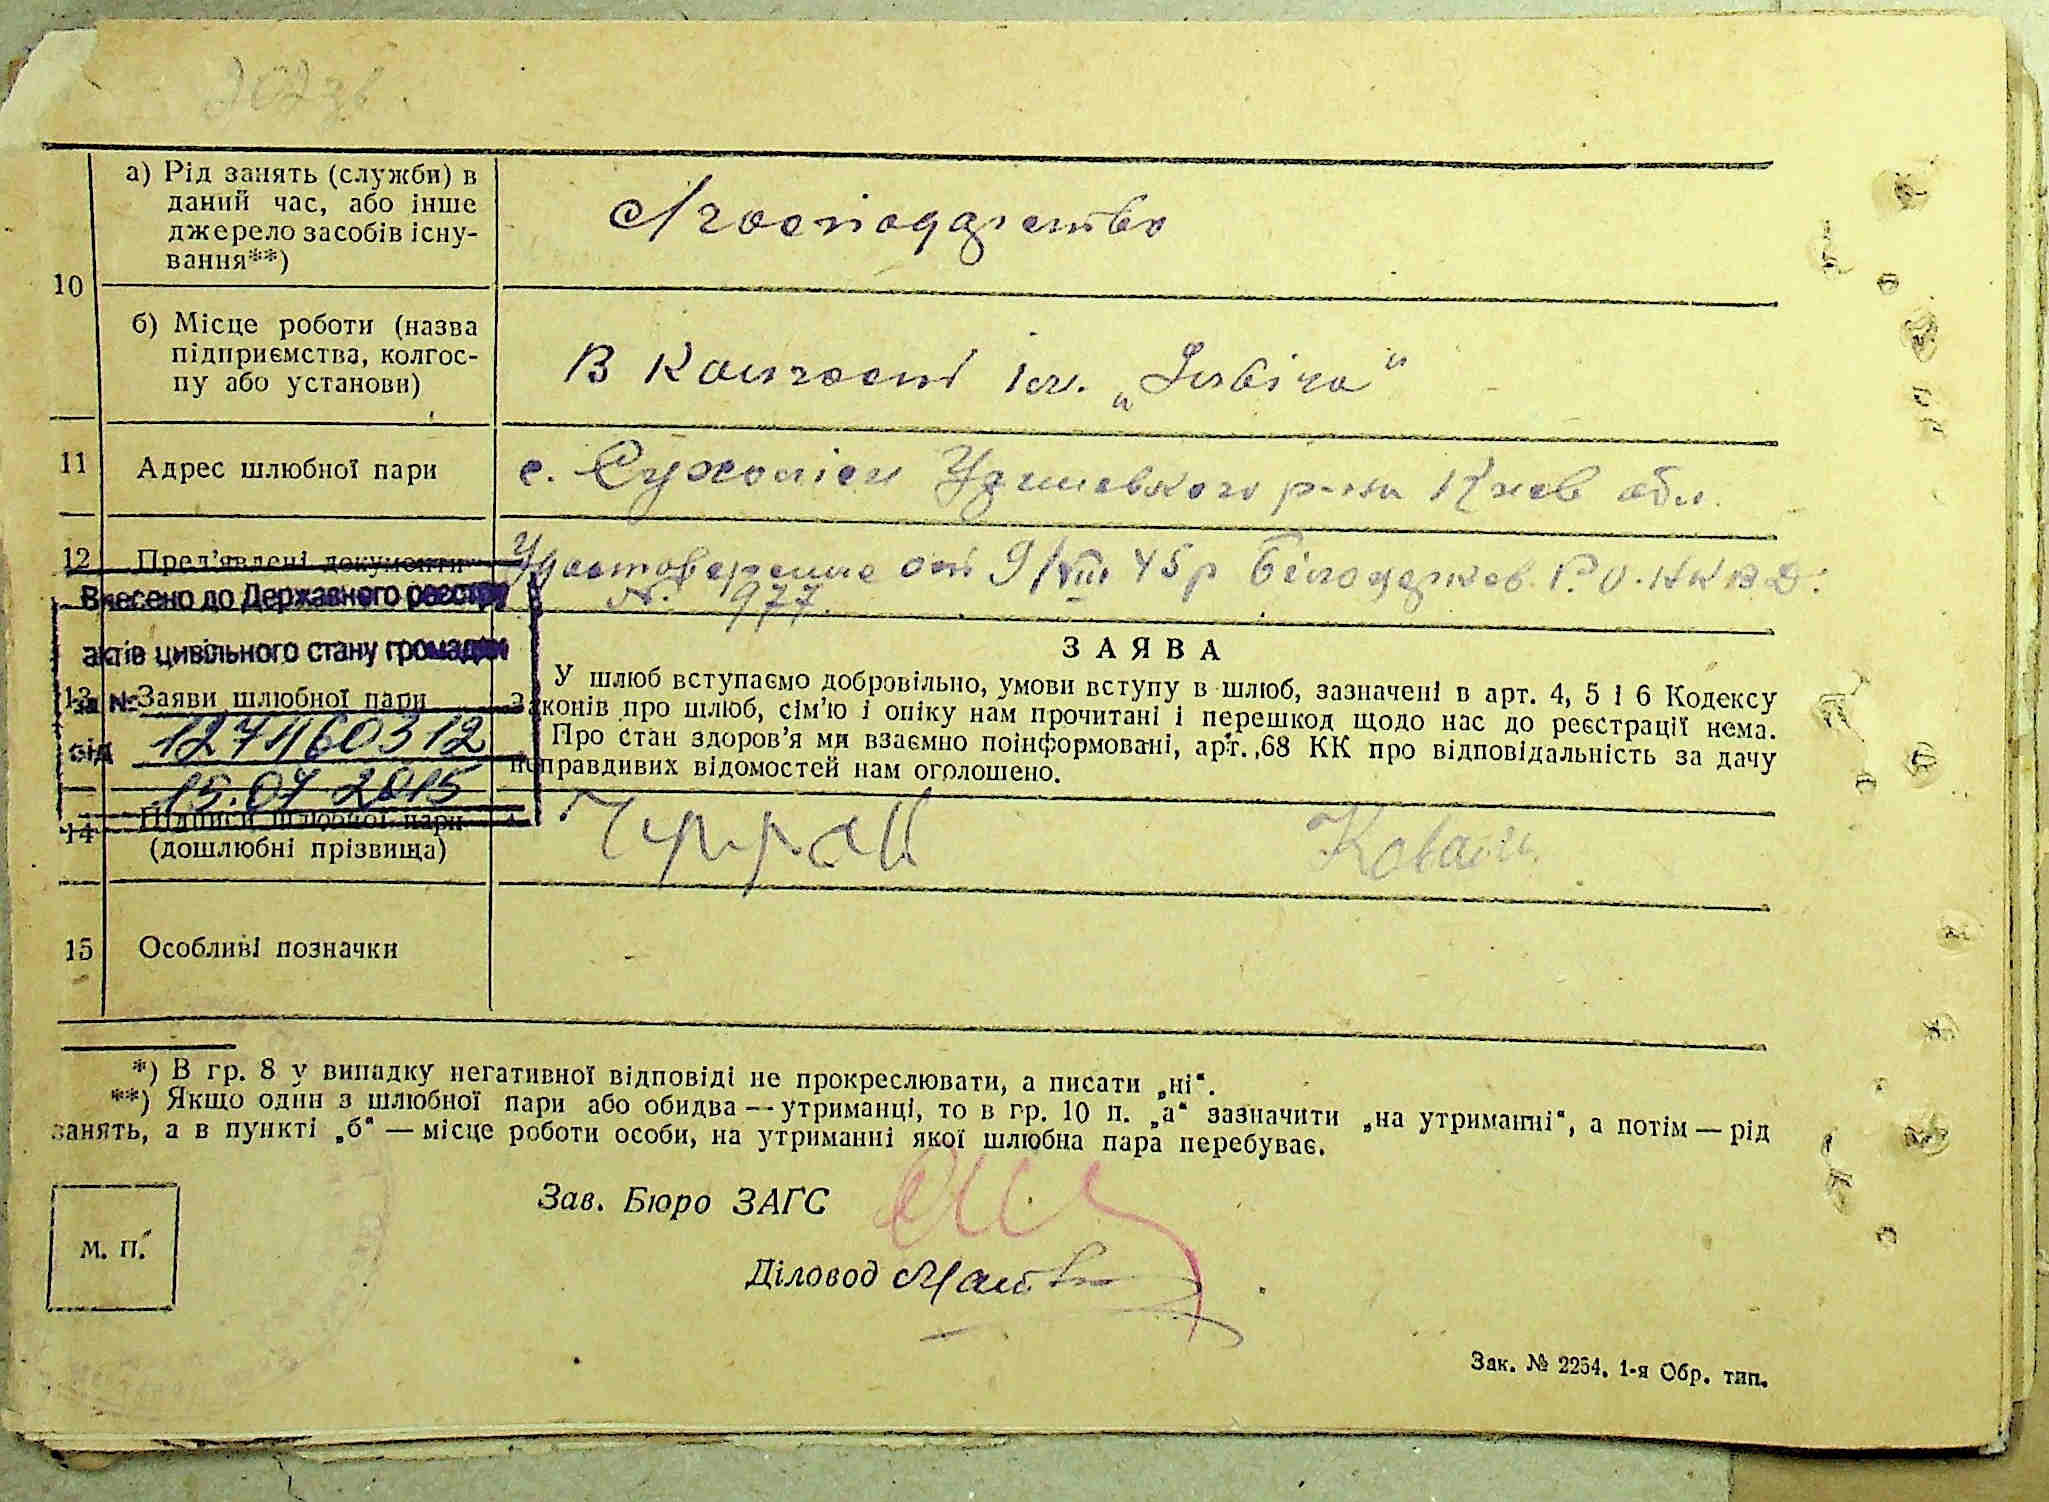 202 зв.
а) Рід занять (служби) в
даний час, або інше
джерело засобів існу-
вання**)
С/господарство
10
б) Місце роботи (назва
підприємства, колгос-
пу або установи)
В колгоспі ім.
11 Адрес шлюбної пари
с. Сухоліси Узинсвкого р-на Київ обл.
12 Пред'явлені документи
Удостоверение от 9/VIII 45 р Білоцерков. Р.О. НКВД.
№ 977.
Внесено до Державного реєстру
актів цивільного стану громадян
за №
1271160312
від
15.07 2015
13 Заяви шлюбної пари
ЗАЯВА
У шлюб вступаємо добровільно, умови вступу в шлюб, зазначені в арт. 4, 5 і 6 Кодексу
Законів про шлюб, сім'ю і опіку нам прочитані і перешкод щодо нас до реєстрації нема.
Про стан здоров'я ми взаємно поінформовані, арт. 68 КК про відповідальність за дачу
неправдивих відомостей нам оголошено.
14 Підписи шлюбної пари
(дошлюбні прізвища)
Коваль
15 Особливі позначки
*) В гр. 8 у випадку негативної відповіді не прокреслювати, а писати „ні“.
**) Якщо один з шлюбної пари або обидва — утриманці, то в гр. 10 п. „а“ зазначити „на утриманні“, а потім — рід
занять, а в пункті „б“ — місце роботи особи, на утриманні якої шлюбна пара перебуває.
Зав. Бюро ЗАГС
М. П.
Діловод
Зак. № 2254. 1-я Обр. тип.